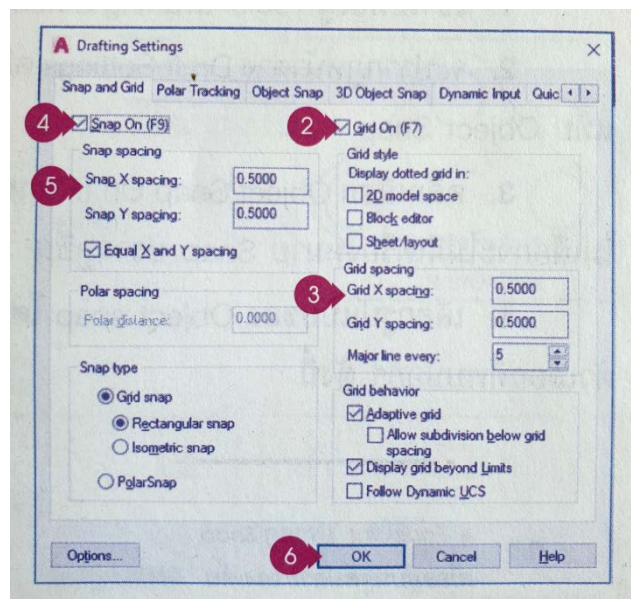 A Drafting Settings
Snap and Grid Polar Tracking Object Snap 3D Object Snap Dynamic Input Quic
4 Snap On (F9)
Snap spacing
5 Snap X spacing: 0.5000
Snap Y spacing: 0.5000
Equal X and Y spacing
Polar spacing
Polar distance: 0.0000
Snap type
Grid snap
Rectangular snap
Isometric snap
PolarSnap
2 Grid On (F7)
Grid style
Display dotted grid in:
2D model space
Block editor
Sheet/layout
Grid spacing
3 Grid X spacing: 0.5000
Grid Y spacing: 0.5000
Major line every: 5
Grid behavior
Adaptive grid
Allow subdivision below grid
spacing
Display grid beyond Limits
Follow Dynamic UCS
Options... 6 OK Cancel Help